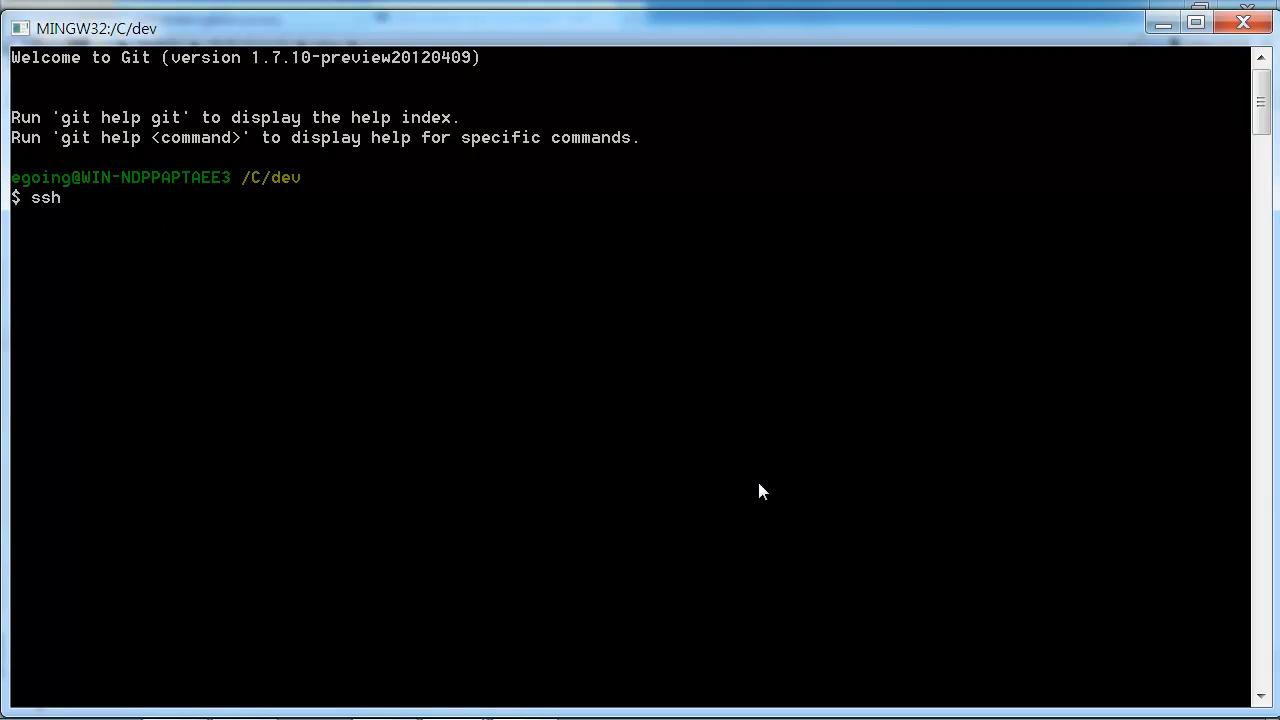 MINGW32:/C/dev
Welcome to Git (version 1.7.10-preview20120409)
Run 'git help git' to display the help index.
Run 'git help <command>' to display help for specific commands.
egoing@WIN-NDPPAPTAEE3 /C/dev
$ ssh